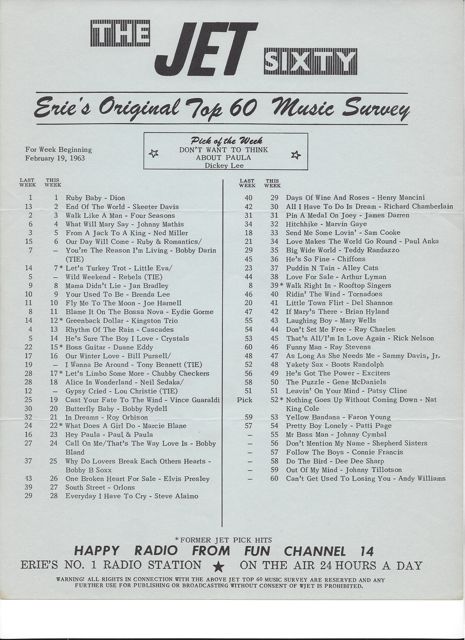 THE JET SIXTY
Erie's Original Top 60 Music Survey
For Week Beginning
February 19, 1963
Pick of the Week
DON'T WANT TO THINK
ABOUT PAULA
Dickey Lee
LAST WEEK THIS WEEK
1 1 Ruby Baby - Dion
13 2 End Of The World - Skeeter Davis
2 3 Walk Like A Man - Four Seasons
6 4 What Will Mary Say - Johnny Mathis
3 5 From A Jack To A King - Ned Miller
15 6 Our Day Will Come - Ruby & Romantics/
7 — You're The Reason I'm Living - Bobby Darin
(TIE)
14 7 * Let's Turkey Trot - Little Eva/
5 — Wild Weekend - Rebels (TIE)
9 8 Mama Didn't Lie - Jan Bradley
10 9 Your Used To Be - Brenda Lee
11 10 Fly Me To The Moon - Joe Harnell
8 11 Blame It On The Bossa Nova - Eydie Gorme
14 12 * Greenback Dollar - Kingston Trio
4 13 Rhythm Of The Rain - Cascades
5 14 He's Sure The Boy I Love - Crystals
22 15 * Boss Guitar - Duane Eddy
17 16 Our Winter Love - Bill Pursell/
19 — I Wanna Be Around - Tony Bennett (TIE)
28 17 * Let's Limbo Some More - Chubby Checkers
28 18 Alice In Wonderland - Neil Sedaka/
12 — Gypsy Cried - Lou Christie (TIE)
25 19 Cast Your Fate To The Wind - Vince Guaraldi
30 20 Butterfly Baby - Bobby Rydell
32 21 In Dreams - Roy Orbison
24 22 * What Does A Girl Do - Marcie Blane
16 23 Hey Paula - Paul & Paula
27 24 Call On Me/That's The Way Love Is - Bobby
Bland
37 25 Why Do Lovers Break Each Others Hearts -
Bobby B Soxx
43 26 One Broken Heart For Sale - Elvis Presley
39 27 South Street - Orlons
29 28 Everyday I Have To Cry - Steve Alaimo
LAST WEEK THIS WEEK
40 29 Days Of Wine And Roses - Henry Mancini
42 30 All I Have To Do Is Dream - Richard Chamberlain
31 31 Pin A Medal On Joey - James Darren
34 32 Hitchhike - Marvin Gaye
18 33 Send Me Some Lovin' - Sam Cooke
21 34 Love Makes The World Go Round - Paul Anka
29 35 Big Wide World - Teddy Randazzo
45 36 He's So Fine - Chiffons
23 37 Puddin N Tain - Alley Cats
44 38 Love For Sale - Arthur Lyman
8 39 * Walk Right In - Rooftop Singers
46 40 Ridin' The Wind - Tornadoes
20 41 Little Town Flirt - Del Shannon
47 42 If Mary's There - Brian Hyland
55 43 Laughing Boy - Mary Wells
54 44 Don't Set Me Free - Ray Charles
53 45 That's All/I'm In Love Again - Rick Nelson
60 46 Funny Man - Ray Stevens
48 47 As Long As She Needs Me - Sammy Davis, Jr.
52 48 Yakety Sax - Boots Randolph
56 49 He's Got The Power - Exciters
58 50 The Puzzle - Gene McDaniels
51 51 Leavin' On Your Mind - Patsy Cline
Pick 52 * Nothing Goes Up Without Coming Down - Nat
King Cole
59 53 Yellow Bandana - Faron Young
57 54 Pretty Boy Lonely - Patti Page
— 55 Mr Bass Man - Johnny Cymbal
— 56 Don't Mention My Name - Shepherd Sisters
— 57 Follow The Boys - Connie Francis
— 58 Do The Bird - Dee Dee Sharp
— 59 Out Of My Mind - Johnny Tillotson
— 60 Can't Get Used To Losing You - Andy Williams
*FORMER JET PICK HITS
HAPPY RADIO FROM FUN CHANNEL 14
ERIE'S NO. 1 RADIO STATION ★ ON THE AIR 24 HOURS A DAY
WARNING! ALL RIGHTS IN CONNECTION WITH THE ABOVE JET TOP 60 MUSIC SURVEY ARE RESERVED AND ANY
FURTHER USE FOR PUBLISHING OR BROADCASTING WITHOUT CONSENT OF WJET IS PROHIBITED.